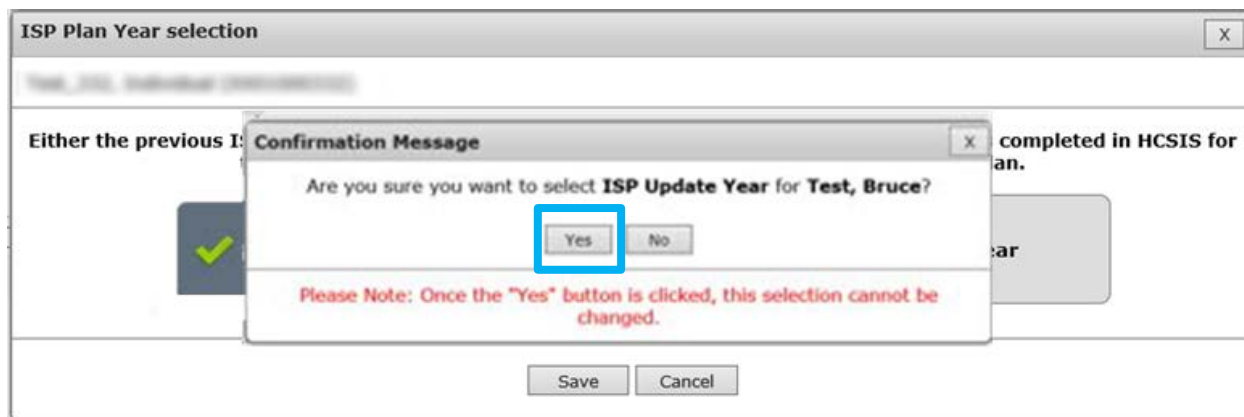 ISP Plan Year selection
X
Either the previous
completed in HCSIS for
Confirmation Message
X
Are you sure you want to select ISP Update Year for Test, Bruce?
Yes
No
Please Note: Once the "Yes" button is clicked, this selection cannot be
changed.
Save
Cancel